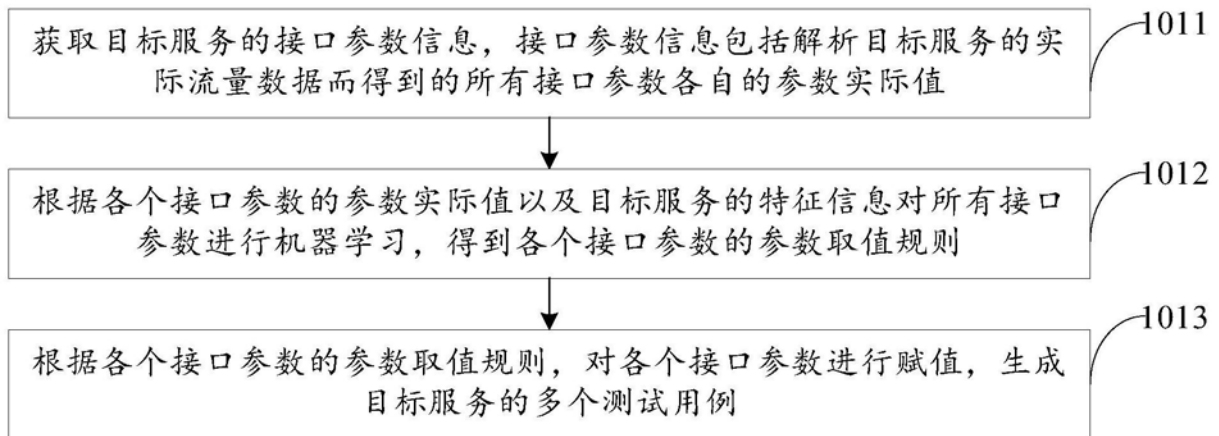 获取目标服务的接口参数信息，接口参数信息包括解析目标服务的实
际流量数据而得到的所有接口参数各自的参数实际值
1011
根据各个接口参数的参数实际值以及目标服务的特征信息对所有接口
参数进行机器学习，得到各个接口参数的参数取值规则
1012
根据各个接口参数的参数取值规则，对各个接口参数进行赋值，生成
目标服务的多个测试用例
1013